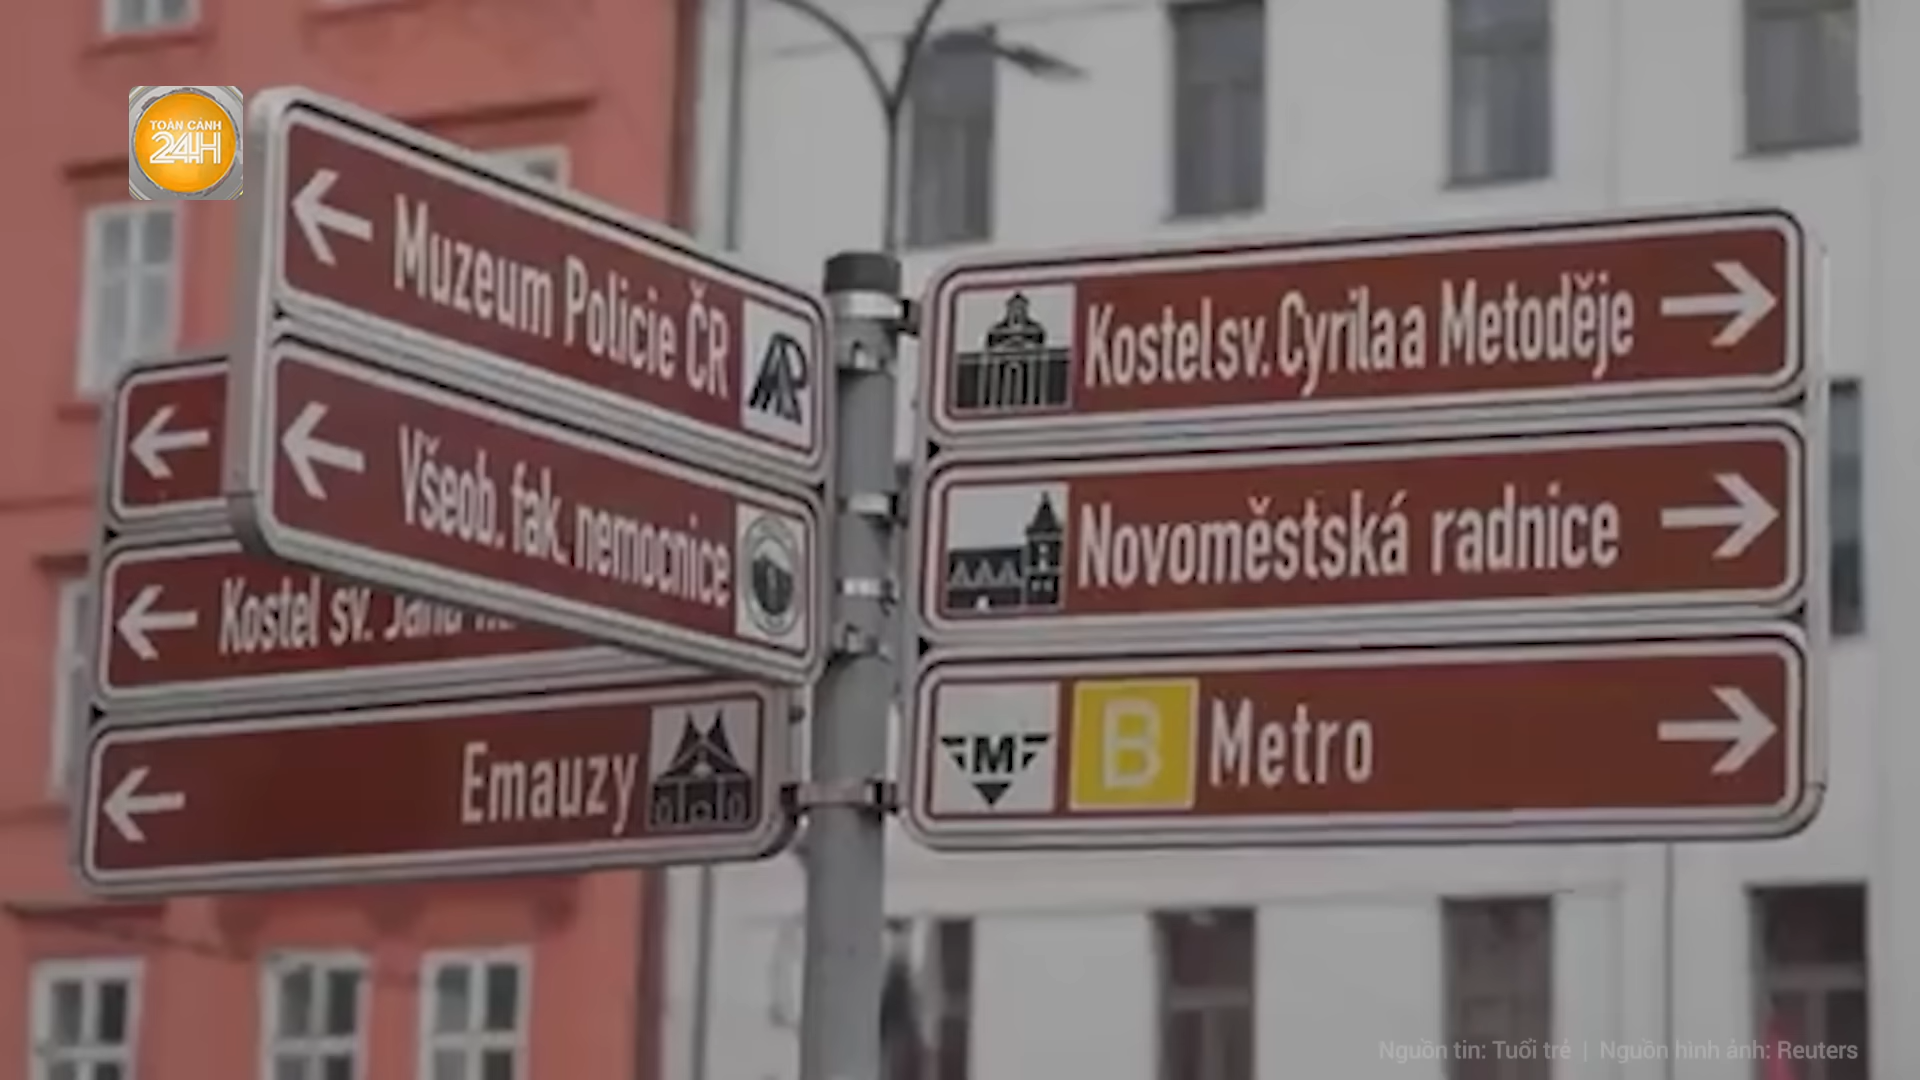 TOÀN CẢNH
24H
Muzeum Policie ČR
Všeob. fak. nemocnice
Kostel sv. Jana
Emauzy
Kostel sv. Cyrila a Metoděje
Novoměstská radnice
M B Metro
Nguồn tin: Tuổi trẻ | Nguồn hình ảnh: Reuters